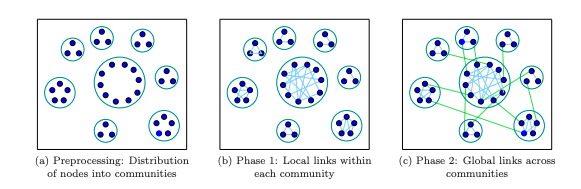 (a) Preprocessing: Distribution
of nodes into communities
(b) Phase 1: Local links within
each community
(c) Phase 2: Global links across
communities